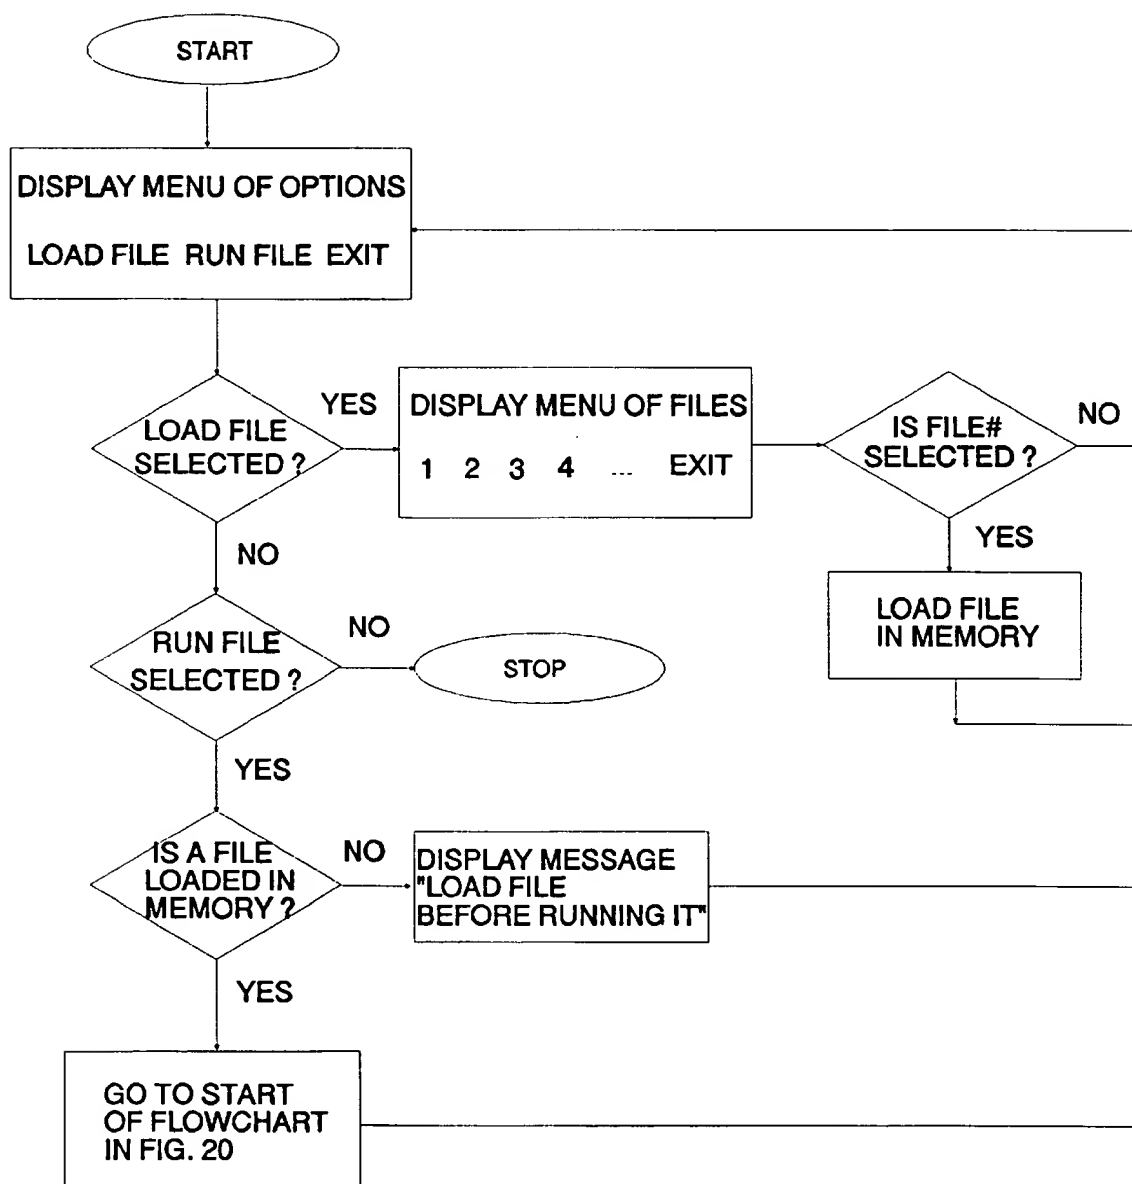 START
DISPLAY MENU OF OPTIONS
LOAD FILE RUN FILE EXIT
LOAD FILE
SELECTED ?
YES
NO
DISPLAY MENU OF FILES
1 2 3 4 ... EXIT
IS FILE#
SELECTED ?
NO
YES
LOAD FILE
IN MEMORY
RUN FILE
SELECTED ?
NO
YES
STOP
IS A FILE
LOADED IN
MEMORY ?
NO
YES
DISPLAY MESSAGE
"LOAD FILE
BEFORE RUNNING IT"
GO TO START
OF FLOWCHART
IN FIG. 20